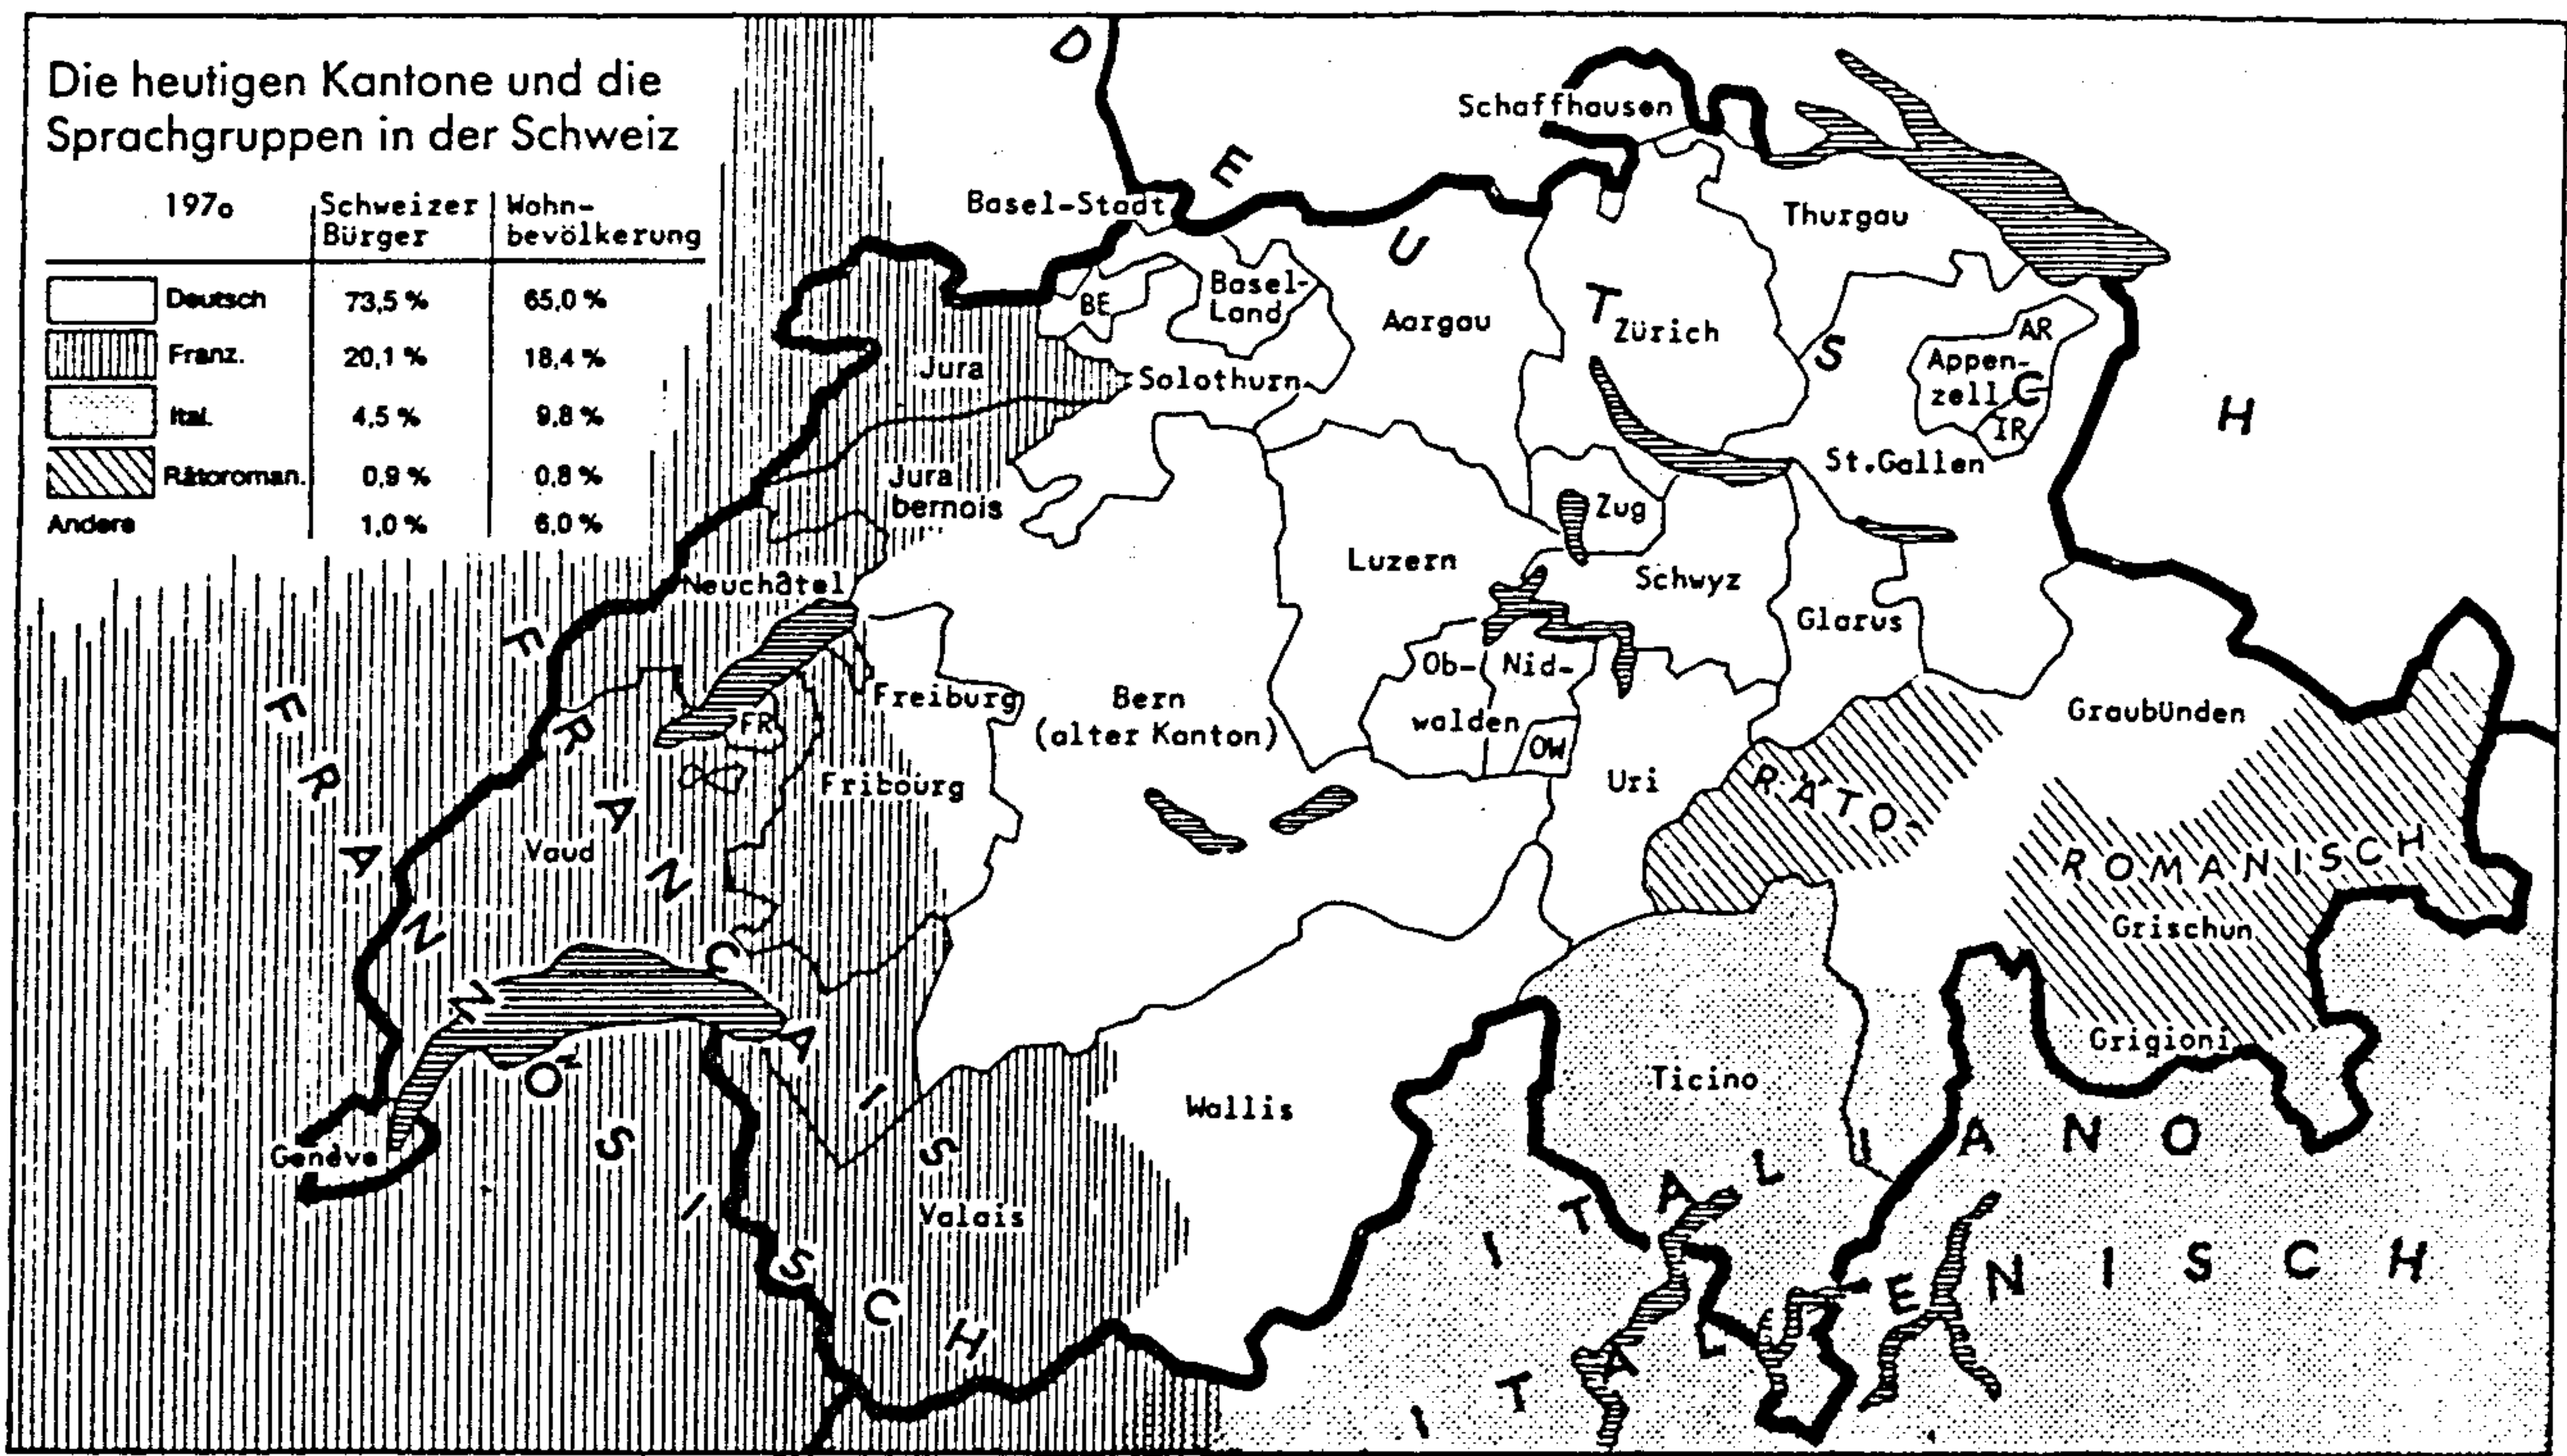 Die heutigen Kantone und die
Sprachgruppen in der Schweiz
197o
Schweizer Bürger
Wohn-
bevölkerung
Deutsch 73,5 % 65,0 %
Franz. 20,1 % 18,4 %
Ital. 4,5 % 9,8 %
Rätoroman. 0,9 % 0,8 %
Andere 1,0 % 6,0 %
DEUTSCH
FRANZÖSISCH
FRANÇAIS
RÄTO-
ROMANISCH
ITALIANO
ITALIENISCH
Schaffhausen
Basel-Stadt
Thurgau
BE
Basel-
Land
Aargau
Zürich
AR
Appen-
zell
IR
Jura
Solothurn
St.Gallen
Jura
bernois
Zug
Luzern
Schwyz
Neuchâtel
Glarus
Ob-
Nid-
walden
OW
Freiburg
FR
Bern
(alter Kanton)
Graubünden
Fribourg
Uri
Vaud
Grischun
Grigioni
Ticino
Wallis
Genève
Valais